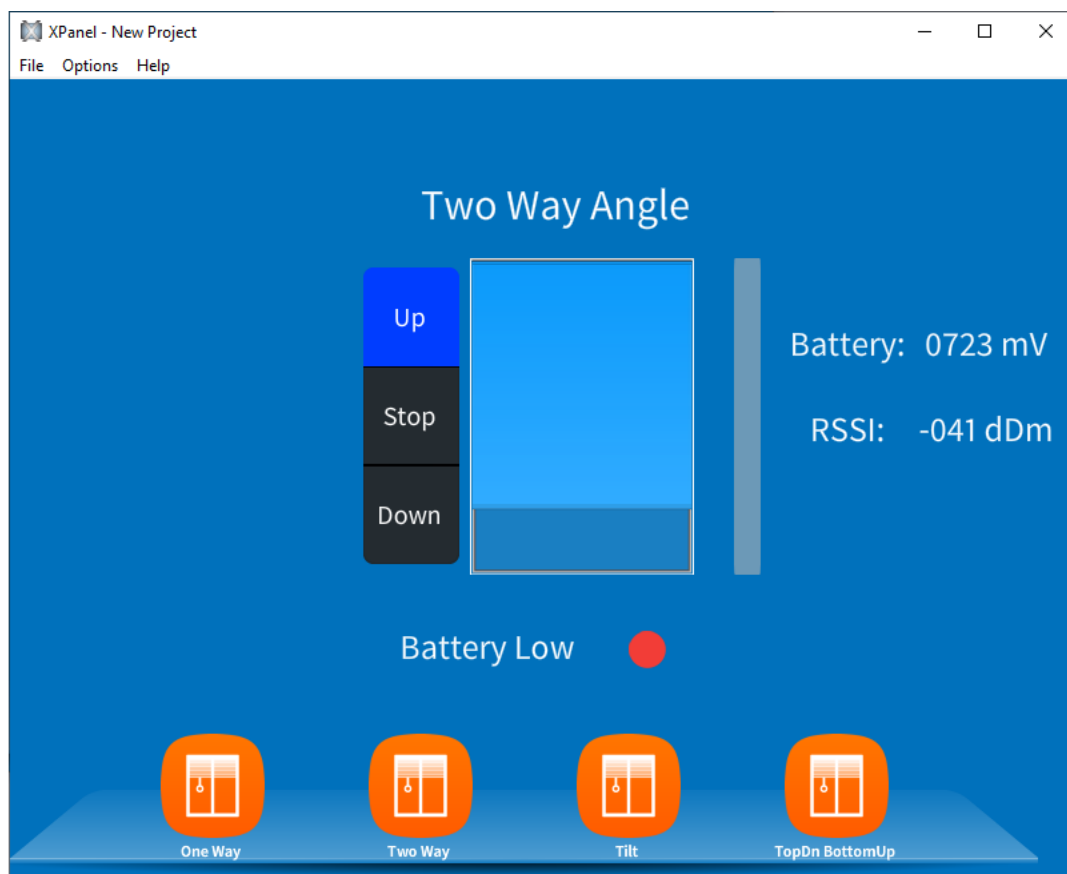 XPanel - New Project
File Options Help
Two Way Angle
Up
Stop
Down
Battery: 0723 mV
RSSI: -041 dDm
Battery Low
One Way
Two Way
Tilt
TopDn BottomUp